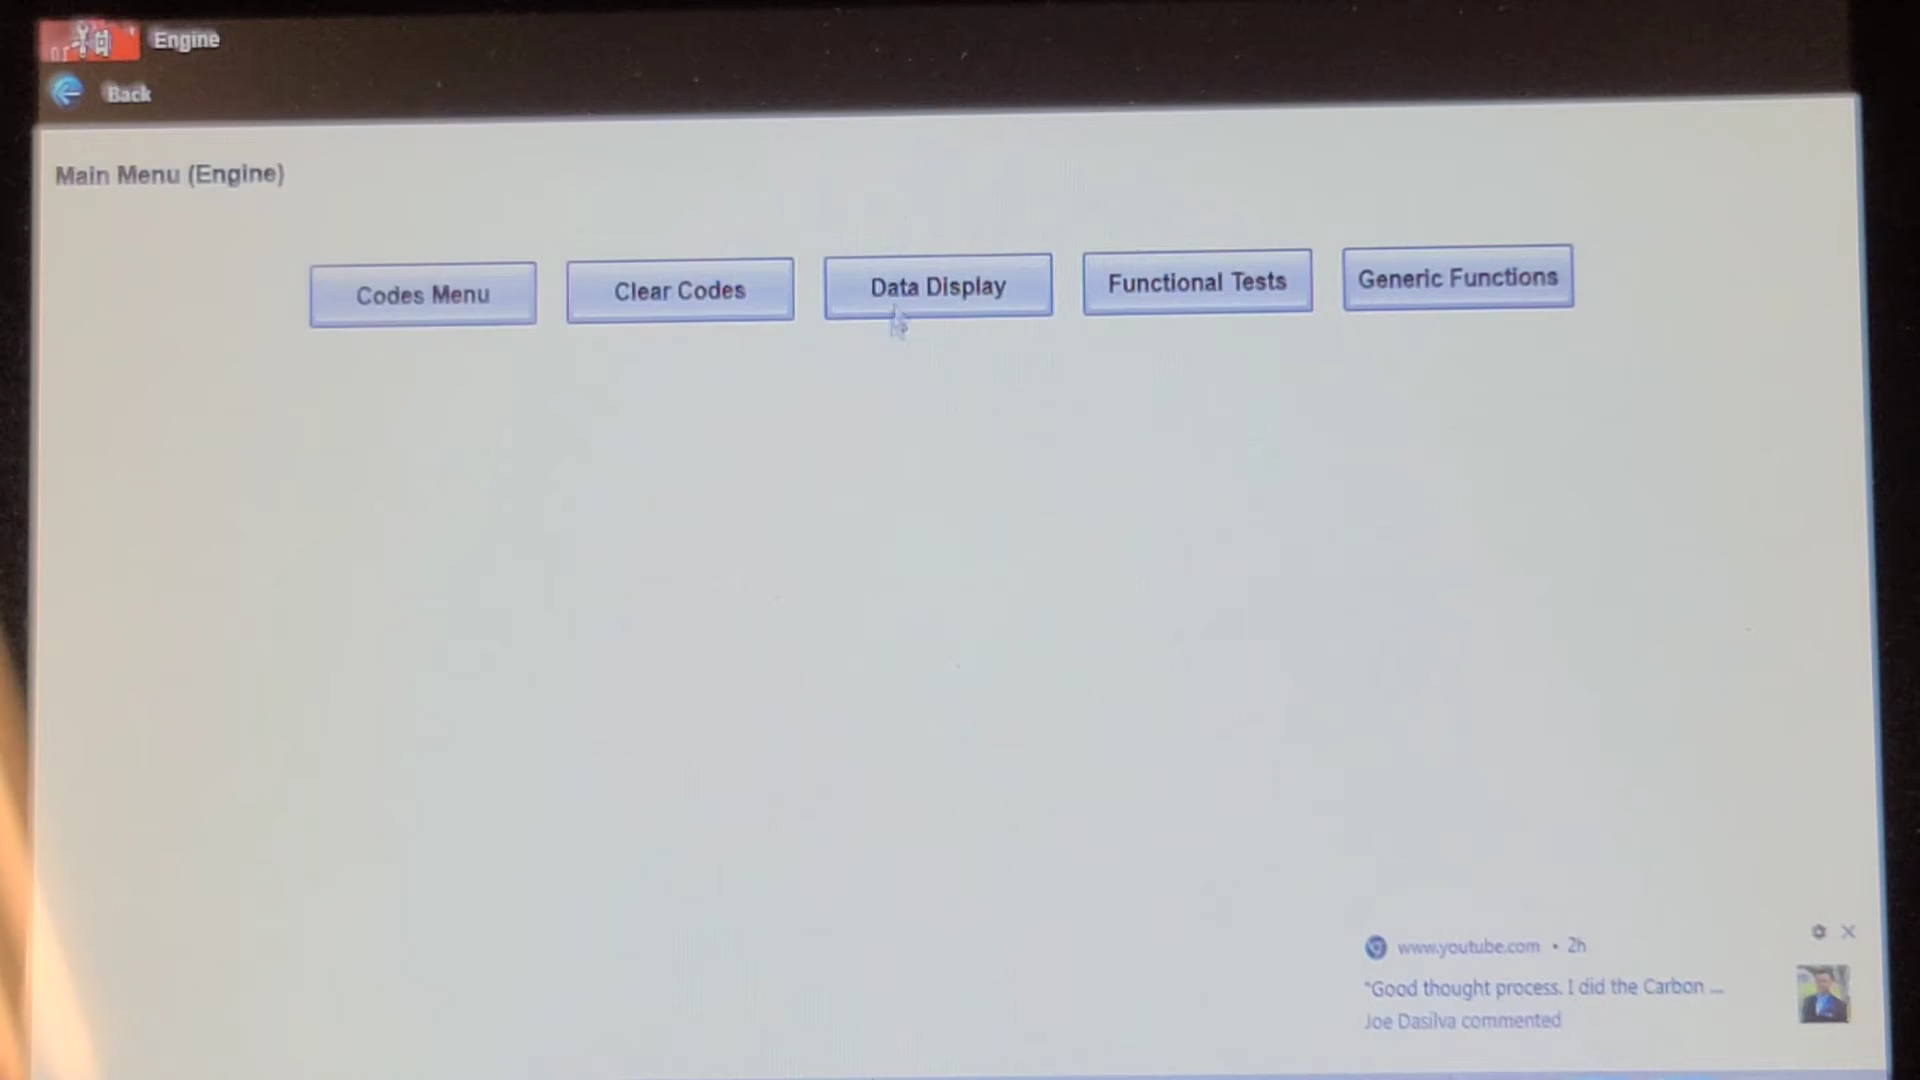 Engine
Back
Main Menu (Engine)
Codes Menu
Clear Codes
Data Display
Functional Tests
Generic Functions
www.youtube.com • 2h
"Good thought process. I did the Carbon ...
Joe Dasilva commented